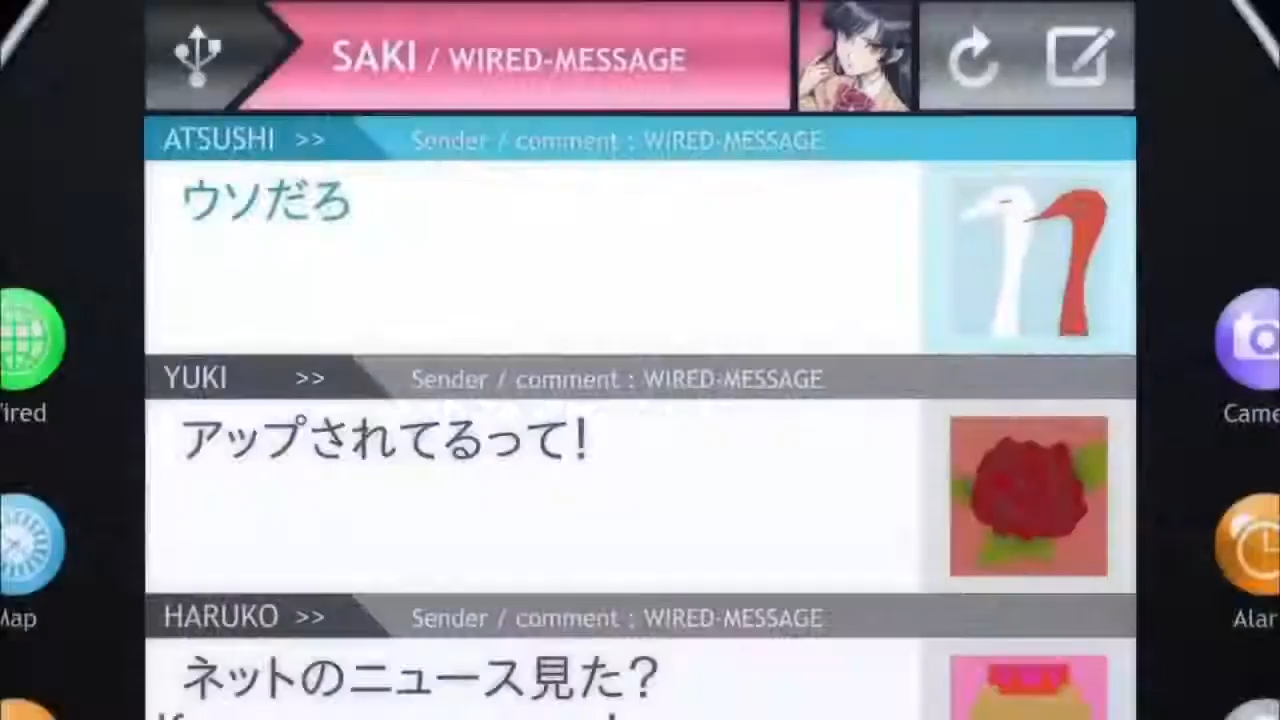 SAKI / WIRED-MESSAGE
ATSUSHI >> Sender / comment : WIRED-MESSAGE
ウソだろ
YUKI >> Sender / comment : WIRED-MESSAGE
アップされてるって!
HARUKO >> Sender / comment : WIRED-MESSAGE
ネットのニュース見た?
ired
Came
Map
Alar